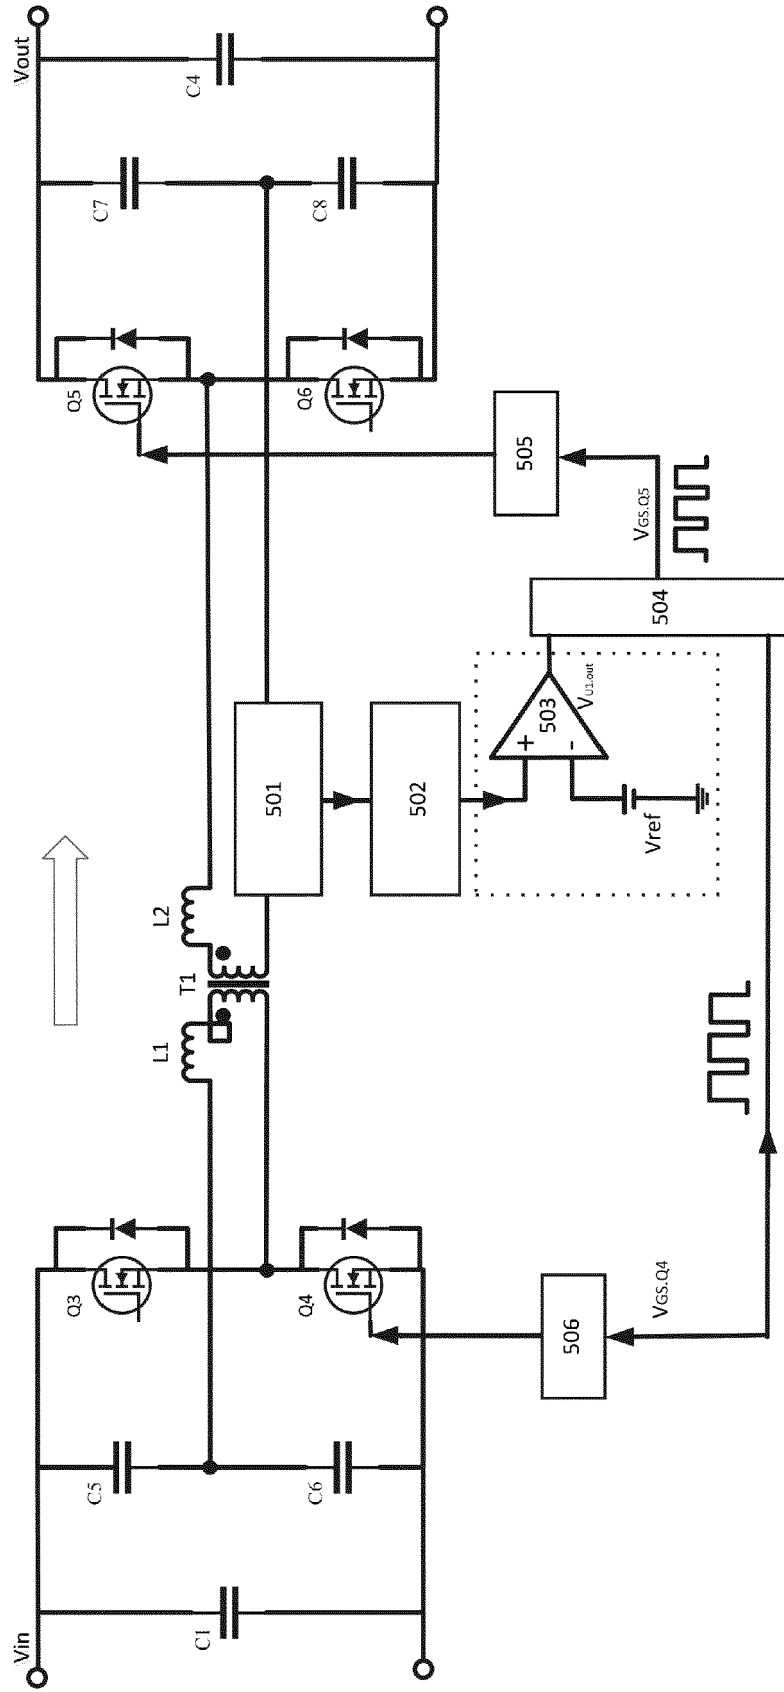 Vin
C1
C5
C6
Q3
Q4
L1
T1
L2
Q5
Q6
C7
C8
C4
Vout
501
502
+
-
503
VU1.out
Vref
504
505
506
VGS.Q5
VGS.Q4